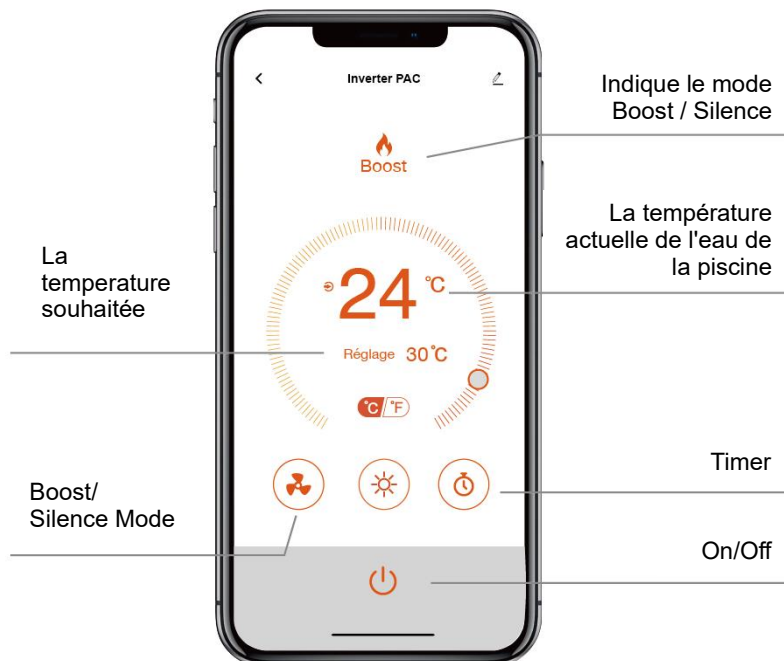 Inverter PAC
Indique le mode
Boost / Silence
Boost
La température
actuelle de l'eau de
la piscine
La
temperature
souhaitée
24 °C
Réglage 30°C
°C/°F
Timer
Boost/
Silence Mode
On/Off